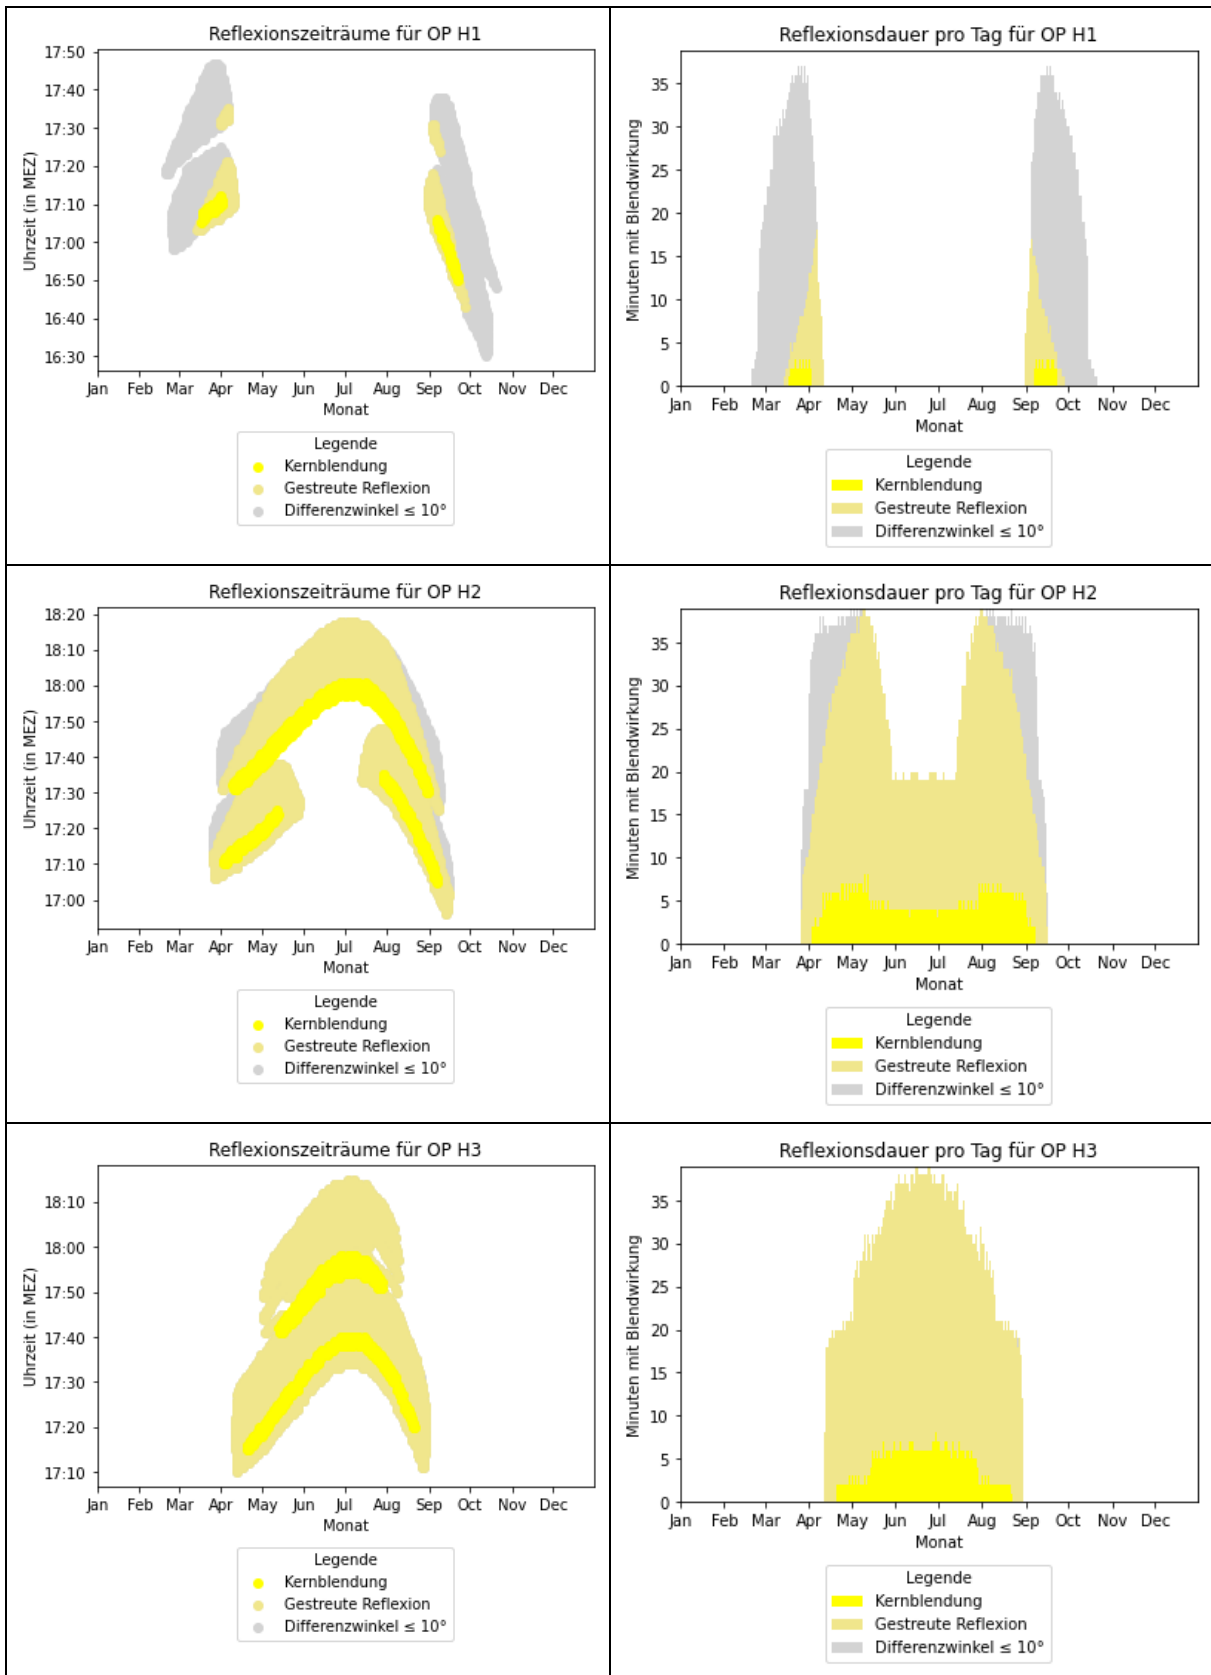 Reflexionszeiträume für OP H1
17:50
17:40
17:30
17:20
17:10
17:00
16:50
16:40
16:30
Uhrzeit (in MEZ)
Jan Feb Mar Apr May Jun Jul Aug Sep Oct Nov Dec
Monat
Legende
Kernblendung
Gestreute Reflexion
Differenzwinkel ≤ 10°
Reflexionsdauer pro Tag für OP H1
35
30
25
20
15
10
5
0
Minuten mit Blendwirkung
Jan Feb Mar Apr May Jun Jul Aug Sep Oct Nov Dec
Monat
Legende
Kernblendung
Gestreute Reflexion
Differenzwinkel ≤ 10°
Reflexionszeiträume für OP H2
18:20
18:10
18:00
17:50
17:40
17:30
17:20
17:10
17:00
Uhrzeit (in MEZ)
Jan Feb Mar Apr May Jun Jul Aug Sep Oct Nov Dec
Monat
Legende
Kernblendung
Gestreute Reflexion
Differenzwinkel ≤ 10°
Reflexionsdauer pro Tag für OP H2
35
30
25
20
15
10
5
0
Minuten mit Blendwirkung
Jan Feb Mar Apr May Jun Jul Aug Sep Oct Nov Dec
Monat
Legende
Kernblendung
Gestreute Reflexion
Differenzwinkel ≤ 10°
Reflexionszeiträume für OP H3
18:10
18:00
17:50
17:40
17:30
17:20
17:10
Uhrzeit (in MEZ)
Jan Feb Mar Apr May Jun Jul Aug Sep Oct Nov Dec
Monat
Legende
Kernblendung
Gestreute Reflexion
Differenzwinkel ≤ 10°
Reflexionsdauer pro Tag für OP H3
35
30
25
20
15
10
5
0
Minuten mit Blendwirkung
Jan Feb Mar Apr May Jun Jul Aug Sep Oct Nov Dec
Monat
Legende
Kernblendung
Gestreute Reflexion
Differenzwinkel ≤ 10°